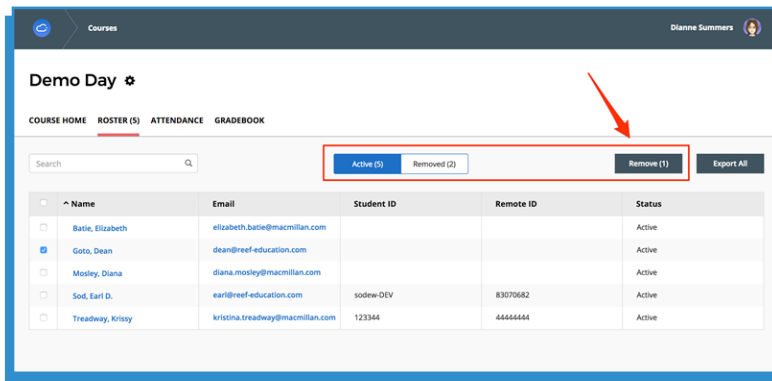 Courses
Dianne Summers
Demo Day
COURSE HOME ROSTER (5) ATTENDANCE GRADEBOOK
Search Active (5) Removed (2) Remove (1) Export All
Name Email Student ID Remote ID Status
Batie, Elizabeth elizabeth.batie@macmillan.com Active
Goto, Dean dean@reef-education.com Active
Mosley, Diana diana.mosley@macmillan.com Active
Sod, Earl D. earl@reef-education.com sodew-DEV 83070682 Active
Treadway, Krissy kristina.treadway@macmillan.com 123344 44444444 Active